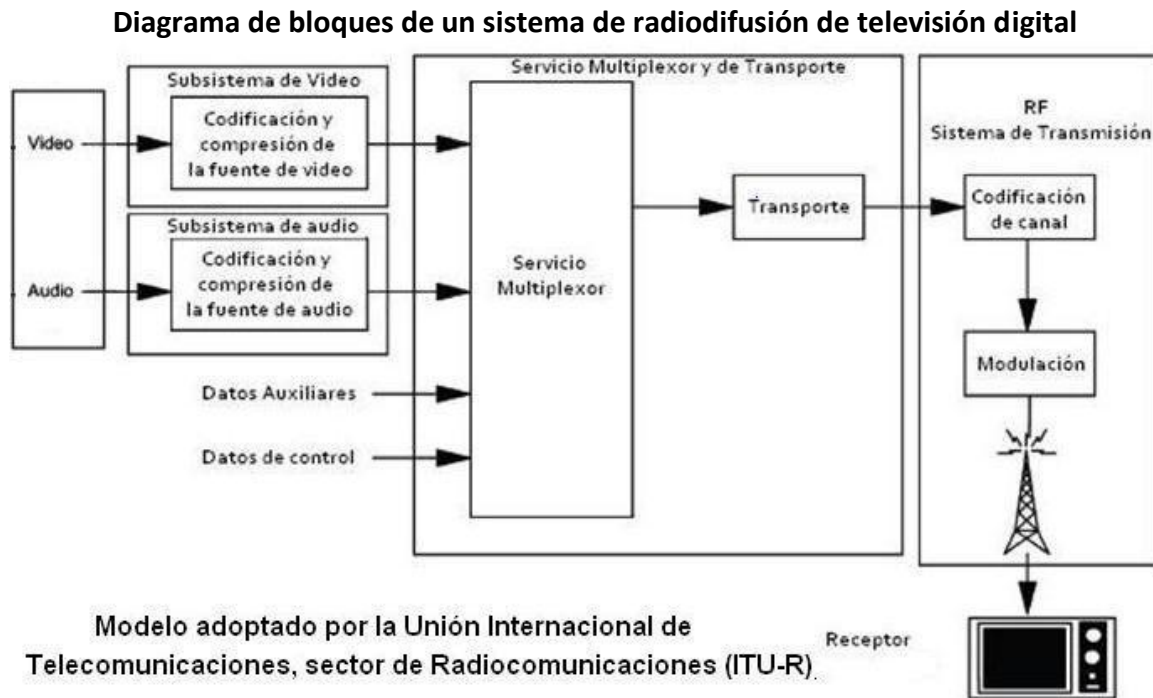 Diagrama de bloques de un sistema de radiodifusión de televisión digital
Servicio Multiplexor y de Transporte
Subsistema de Video
Video
Codificación y
compresión de
la fuente de video
Subsistema de audio
Audio
Codificación y
compresión de
la fuente de audio
Datos Auxiliares
Datos de control
Servicio
Multiplexor
Transporte
RF
Sistema de Transmisión
Codificación
de canal
Modulación
Receptor
Modelo adoptado por la Unión Internacional de
Telecomunicaciones, sector de Radiocomunicaciones (ITU-R).